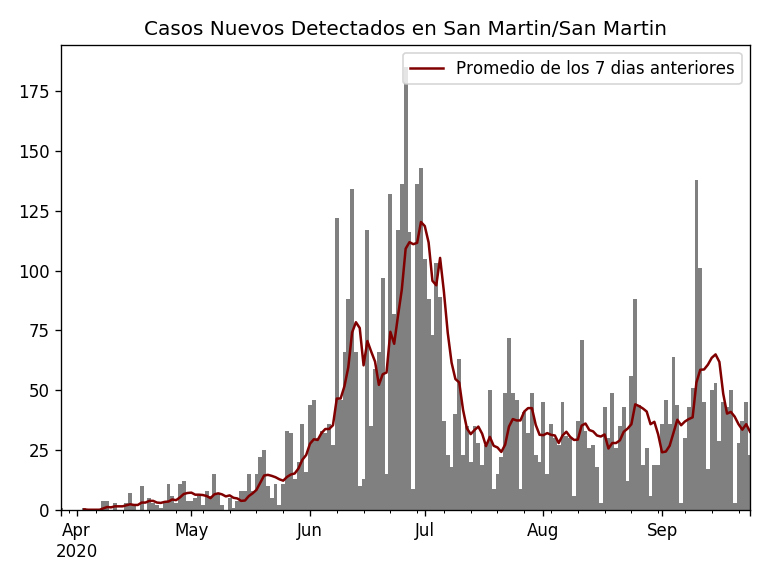 Casos Nuevos Detectados en San Martin/San Martin
Promedio de los 7 dias anteriores
175
150
125
100
75
50
25
0
Apr
2020
May
Jun
Jul
Aug
Sep